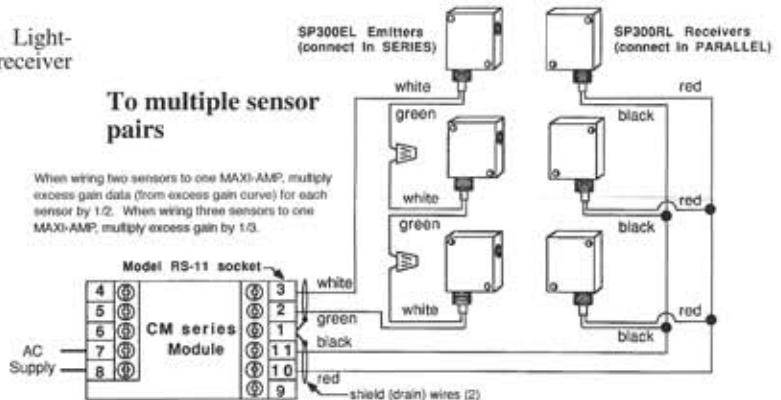 Light-
receiver
To multiple sensor
pairs
When wiring two sensors to one MAXI-AMP, multiply
excess gain data (from excess gain curve) for each
sensor by 1/2. When wiring three sensors to one
MAXI-AMP, multiply excess gain by 1/3.
SP300EL Emitters
(connect in SERIES)
SP300RL Receivers
(connect in PARALLEL)
white
green
white
green
white
red
black
red
black
red
black
Model RS-11 socket
4
5
6
7
8
CM series
Module
3
2
1
11
10
9
white
green
black
red
AC
Supply
shield (drain) wires (2)